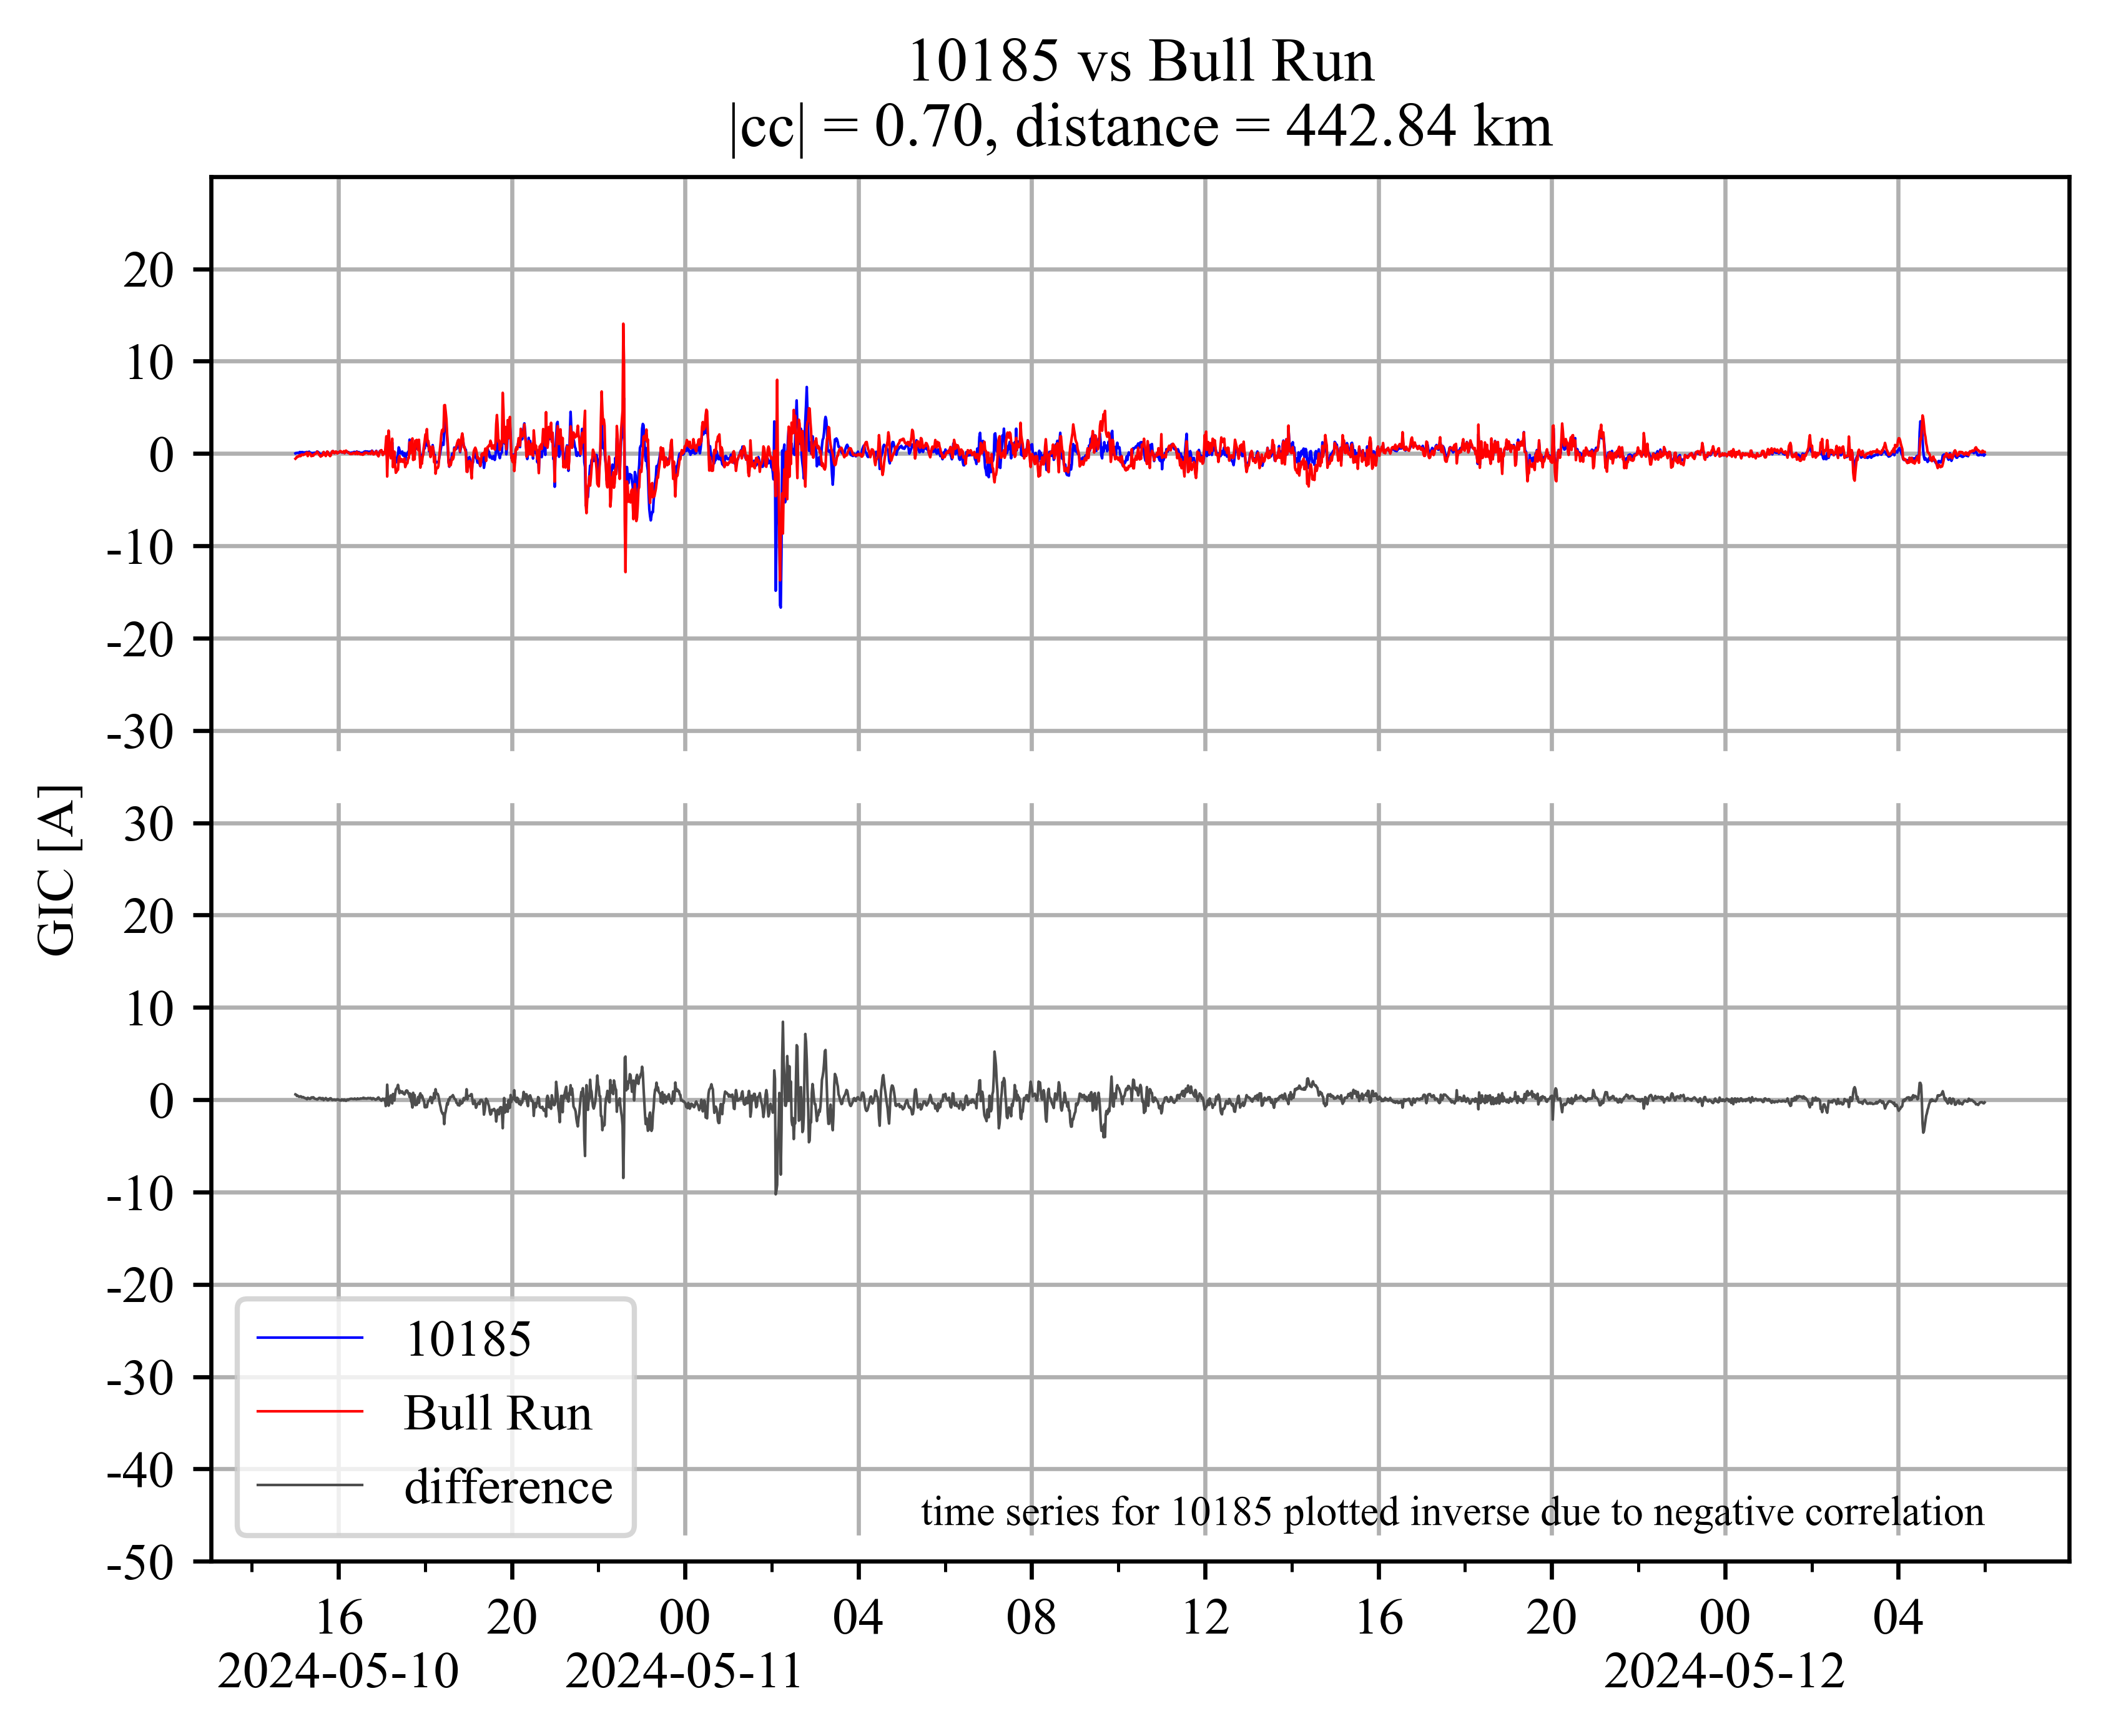 10185 vs Bull Run
|cc| = 0.70, distance = 442.84 km
20
10
0
-10
-20
-30
30
20
10
0
-10
-20
-30
-40
-50
GIC [A]
10185
Bull Run
difference
time series for 10185 plotted inverse due to negative correlation
16 20 00 04 08 12 16 20 00 04
2024-05-10 2024-05-11 2024-05-12